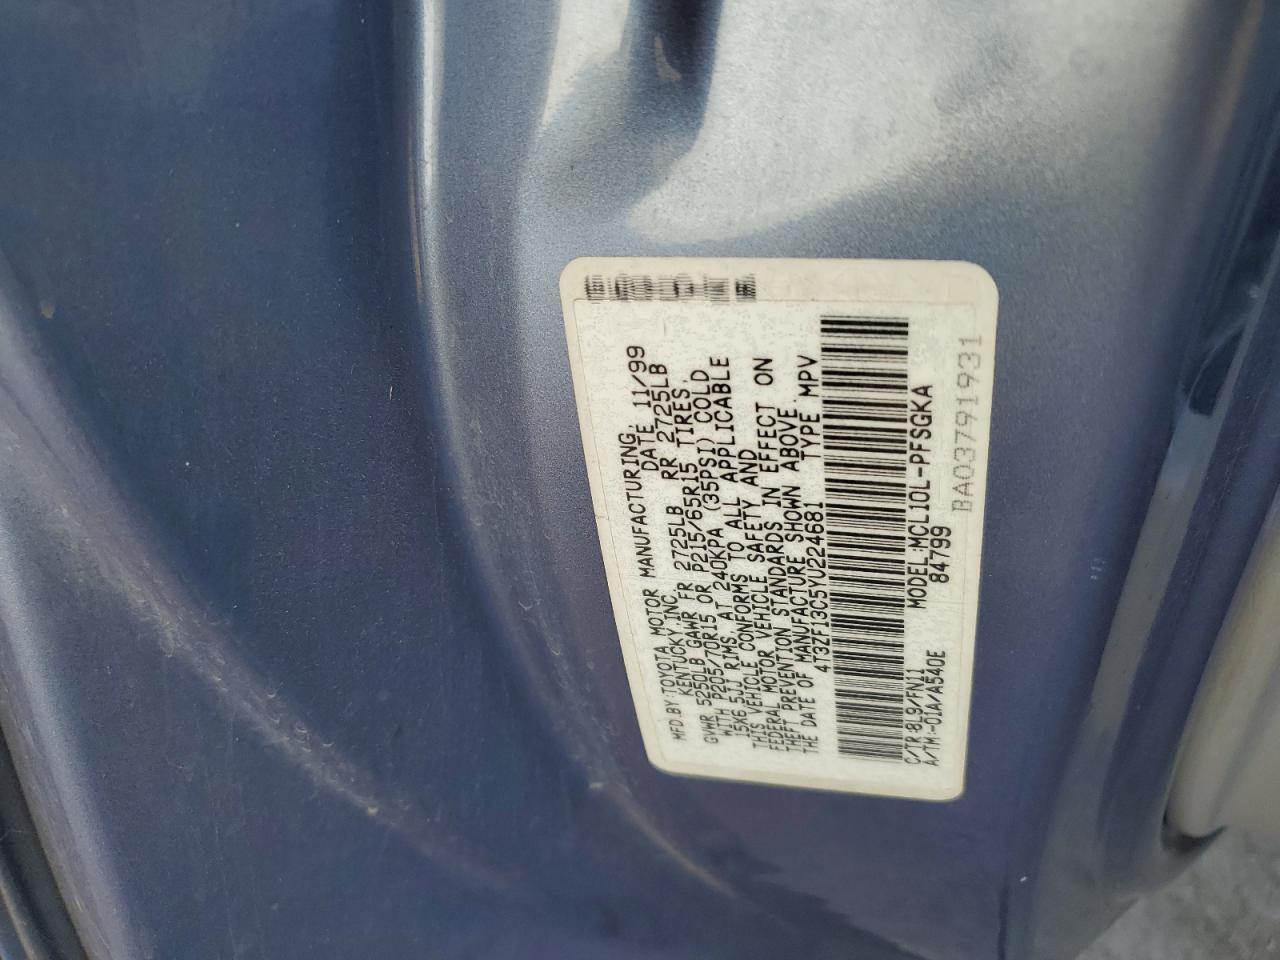 MFD.BY:TOYOTA MOTOR MANUFACTURING,
KENTUCKY,INC. DATE 11/99
GVWR 5250LB GAWR FR 2725LB RR 2725LB
WITH P205/70R15 OR P215/65R15 TIRES,
15X6.5JJ RIMS AT 240KPA (35PSI) COLD
THIS VEHICLE CONFORMS TO ALL APPLICABLE
FEDERAL MOTOR VEHICLE SAFETY AND
THEFT PREVENTION STANDARDS IN EFFECT ON
THE DATE OF MANUFACTURE SHOWN ABOVE.
4T3ZF13C5YU224681 TYPE MPV
C/TR:8L9/FN11 MODEL:MCL10L-PFSGKA
A/TM:-01A/A540E 84799
BA03791931